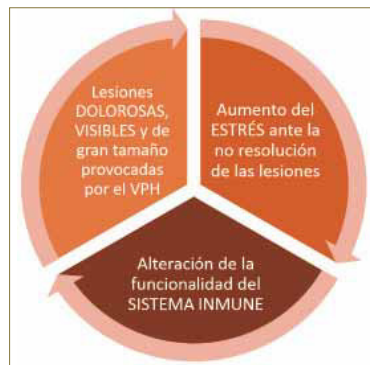 Lesiones
DOLOROSAS,
VISIBLES y de
gran tamaño
provocadas
por el VPH
Aumento del
ESTRÉS ante la
no resolución
de las lesiones
Alteración de la
funcionalidad del
SISTEMA INMUNE